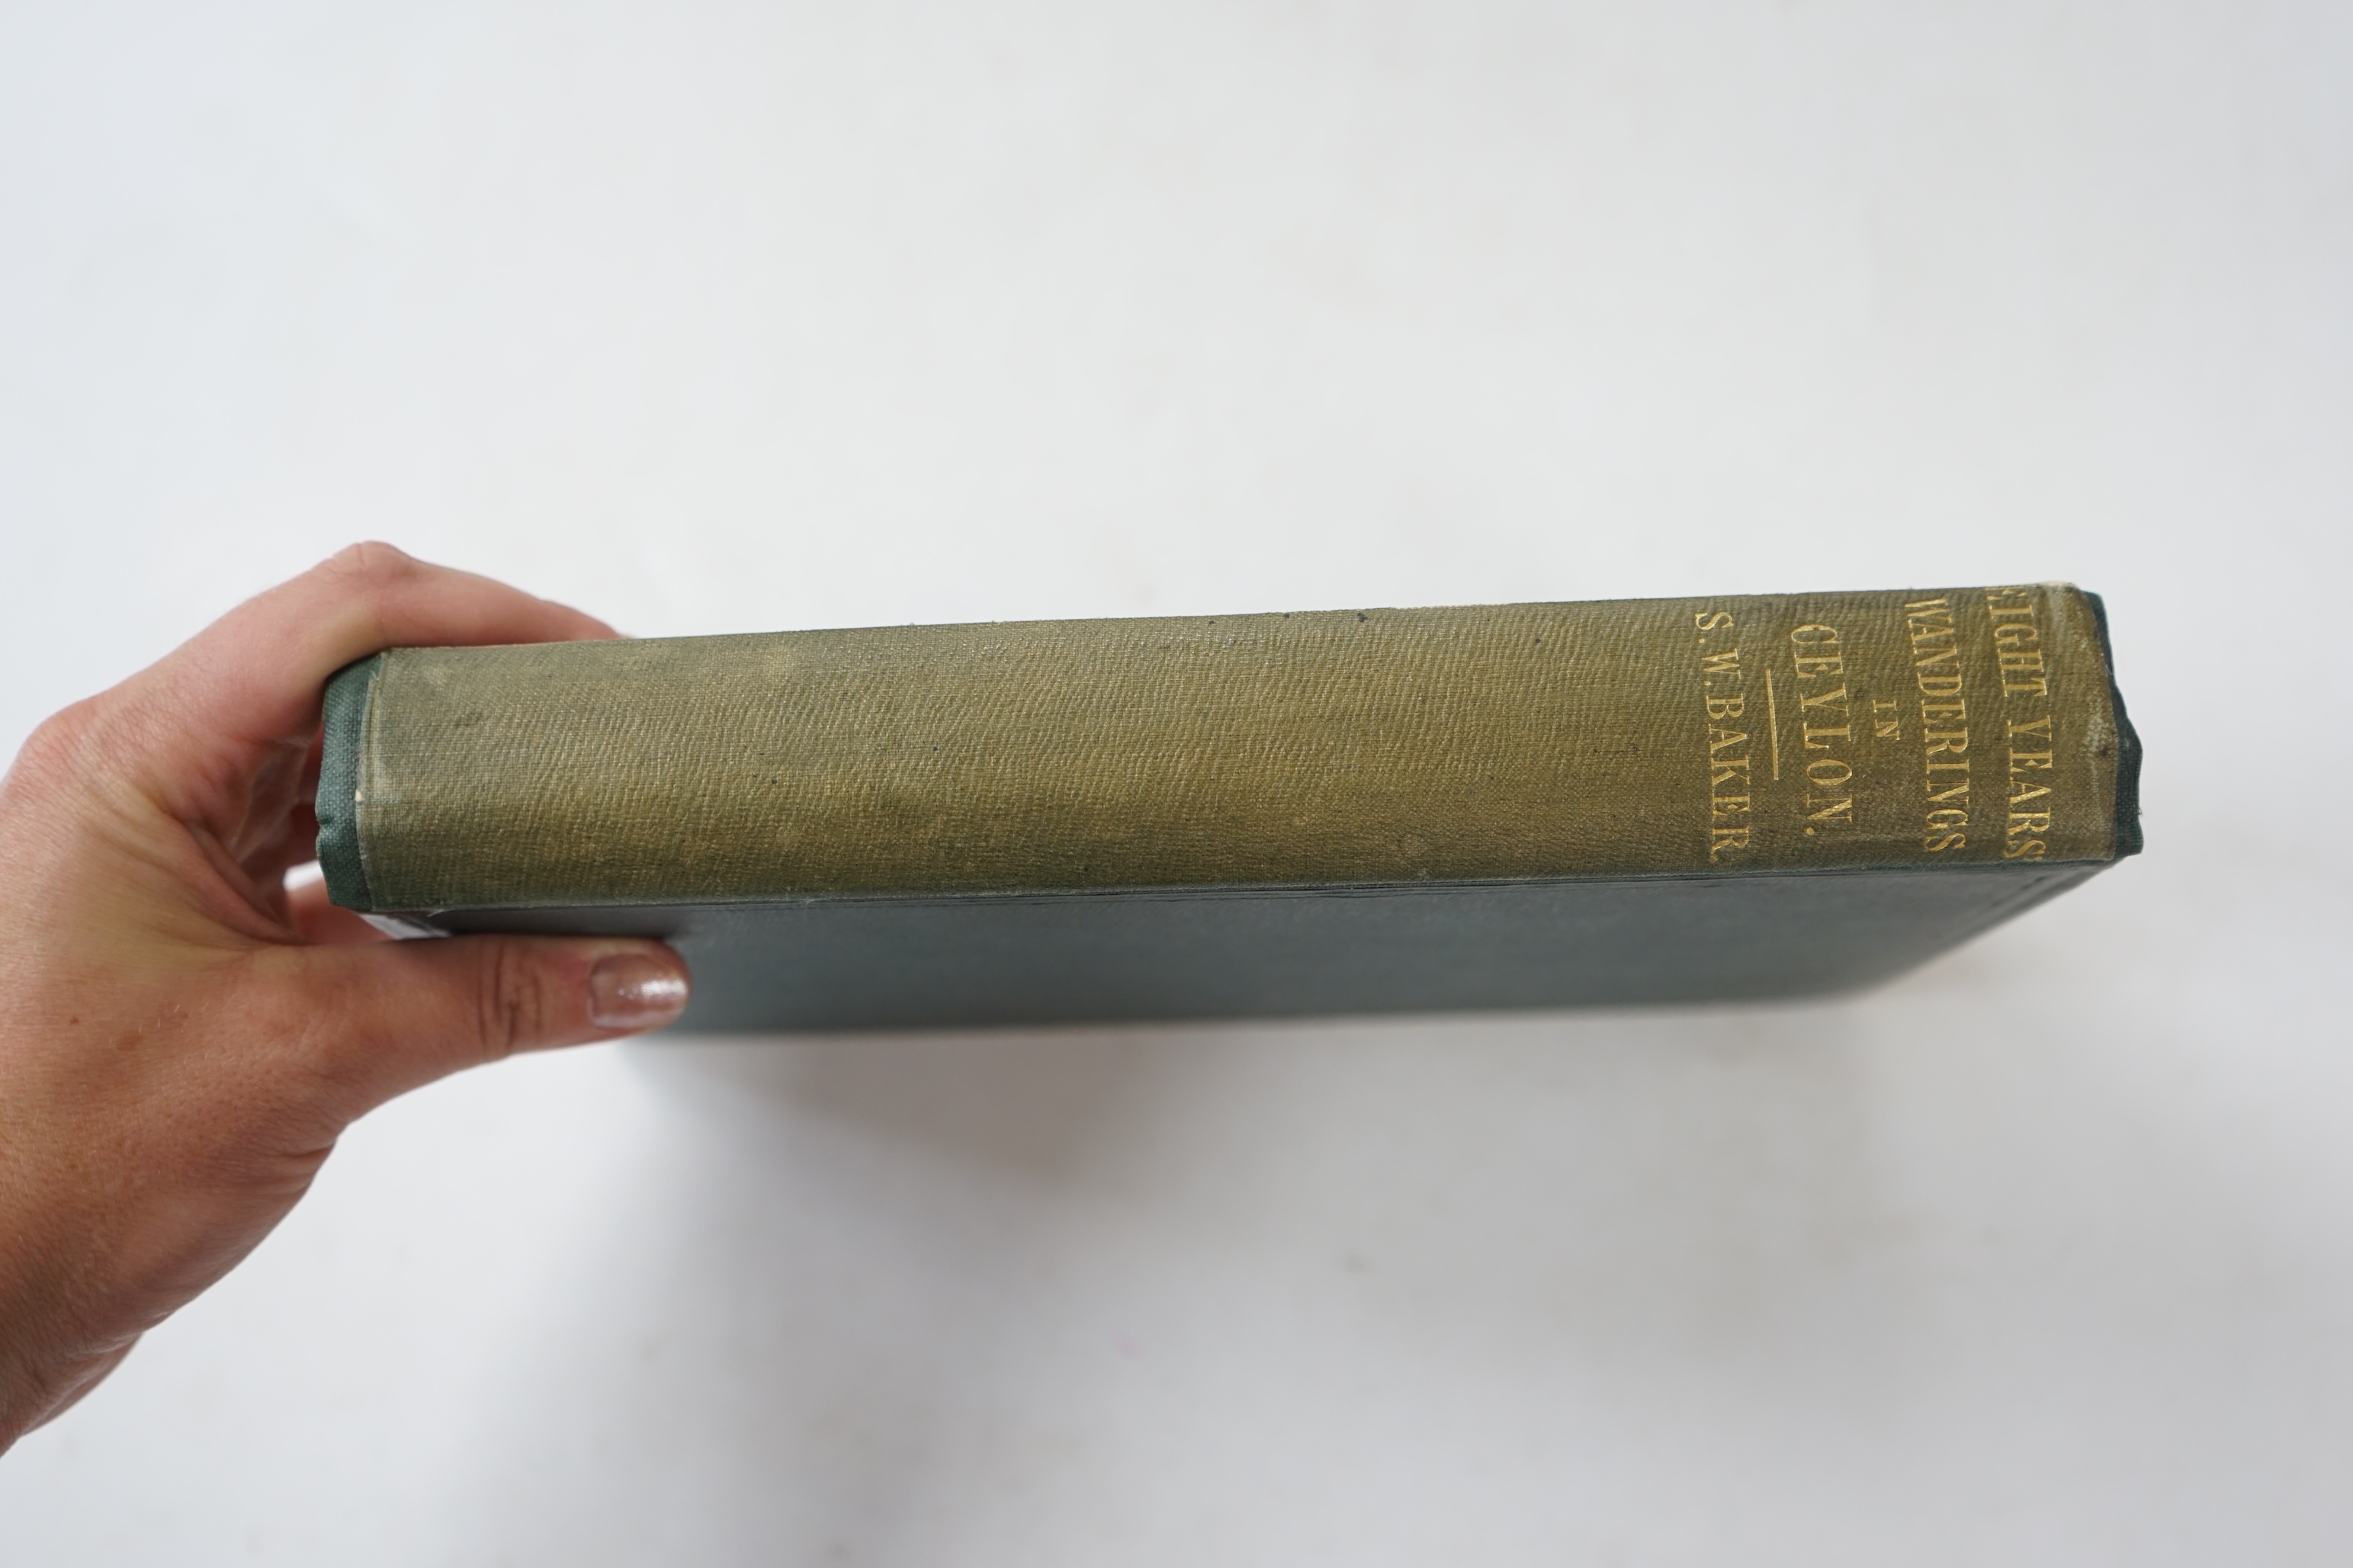 EIGHT YEARS'
WANDERINGS
IN
CEYLON.
S. W. BAKER